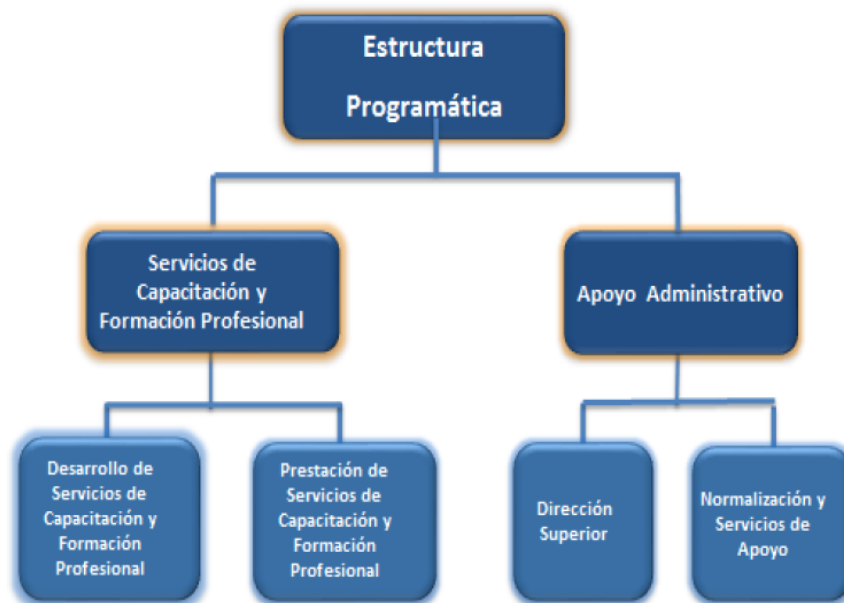 Estructura
Programática
Servicios de
Capacitación y
Formación Profesional
Apoyo Administrativo
Desarrollo de
Servicios de
Capacitación y
Formación
Profesional
Prestación de
Servicios de
Capacitación y
Formación
Profesional
Dirección
Superior
Normalización y
Servicios de
Apoyo